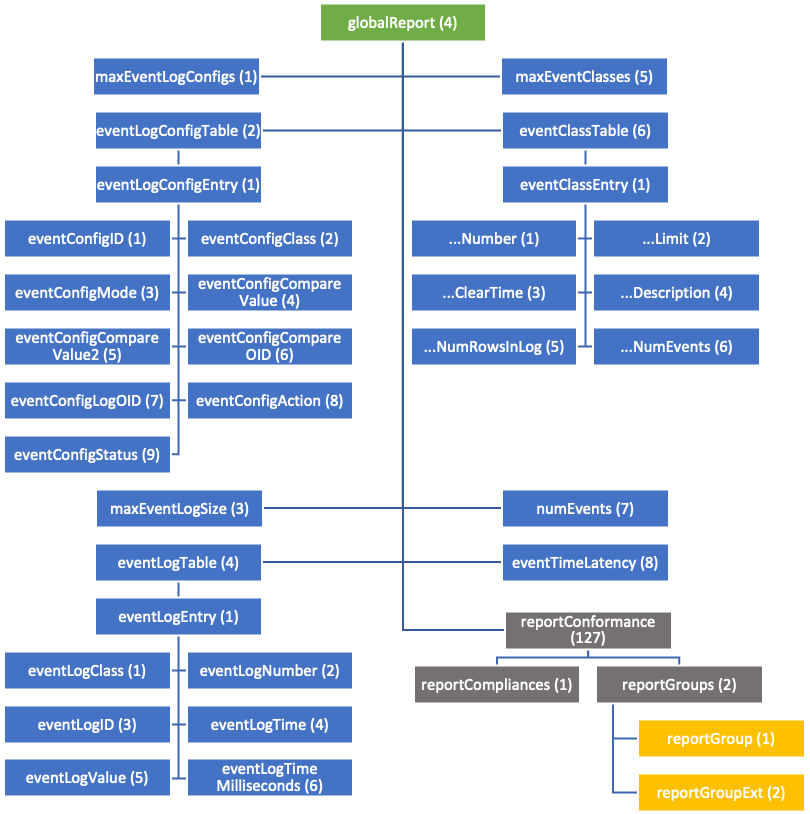 globalReport (4)
maxEventLogConfigs (1)
maxEventClasses (5)
eventLogConfigTable (2)
eventClassTable (6)
eventLogConfigEntry (1)
eventClassEntry (1)
eventConfigID (1)
eventConfigClass (2)
...Number (1)
...Limit (2)
eventConfigMode (3)
eventConfigCompare
Value (4)
...ClearTime (3)
...Description (4)
eventConfigCompare
Value2 (5)
eventConfigCompare
OID (6)
...NumRowsInLog (5)
...NumEvents (6)
eventConfigLogOID (7)
eventConfigAction (8)
eventConfigStatus (9)
maxEventLogSize (3)
numEvents (7)
eventLogTable (4)
eventTimeLatency (8)
eventLogEntry (1)
reportConformance
(127)
eventLogClass (1)
eventLogNumber (2)
reportCompliances (1)
reportGroups (2)
eventLogID (3)
eventLogTime (4)
reportGroup (1)
eventLogValue (5)
eventLogTime
Milliseconds (6)
reportGroupExt (2)